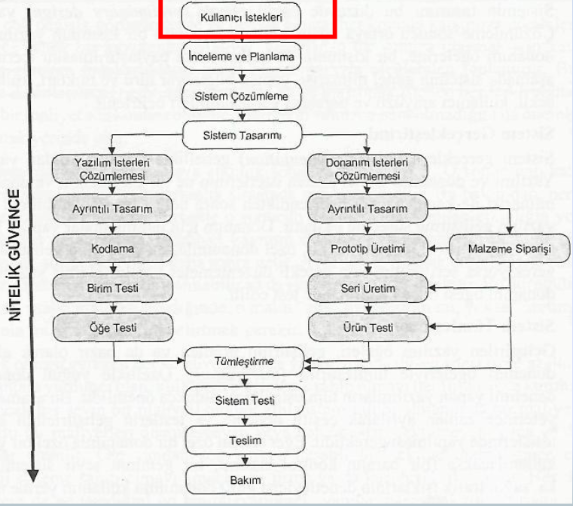 Kullanıcı İstekleri
İnceleme ve Planlama
Sistem Çözümleme
Sistem Tasarımı
Yazılım İsterleri
Çözümlemesi
Donanım İsterleri
Çözümlemesi
Ayrıntılı Tasarım
Ayrıntılı Tasarım
Kodlama
Prototip Üretimi
Malzeme Siparişi
Birim Testi
Seri Üretim
Öğe Testi
Ürün Testi
Tümleştirme
Sistem Testi
Teslim
Bakım
NİTELİK GÜVENCE